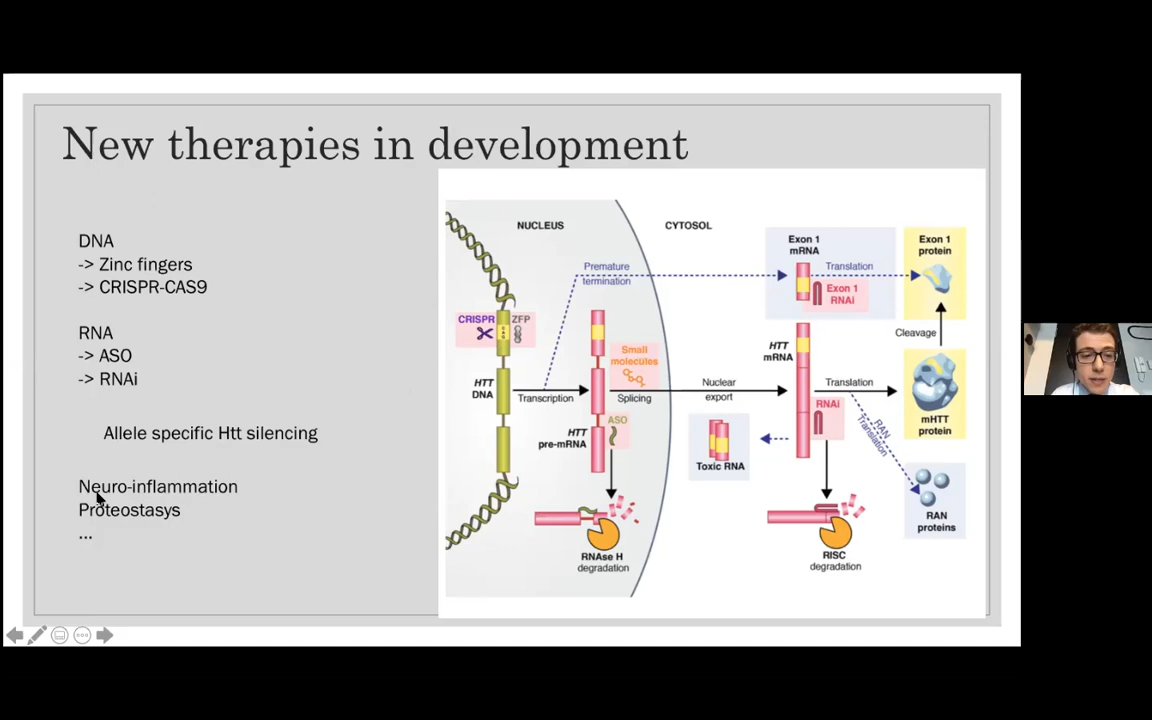 New therapies in development
DNA
-> Zinc fingers
-> CRISPR-CAS9
RNA
-> ASO
-> RNAi
Allele specific Htt silencing
Neuro-inflammation
Proteostasys
...
NUCLEUS
CYTOSOL
Premature
termination
Exon 1
mRNA
Translation
Exon 1
RNAi
Exon 1
protein
CRISPR
ZFP
Small
molecules
HTT
DNA
Transcription
Splicing
HTT
pre-mRNA
ASO
Nuclear
export
HTT
mRNA
Translation
RNAi
Cleavage
mHTT
protein
RAN
Translation
Toxic RNA
RAN
proteins
RNAse H
degradation
RISC
degradation